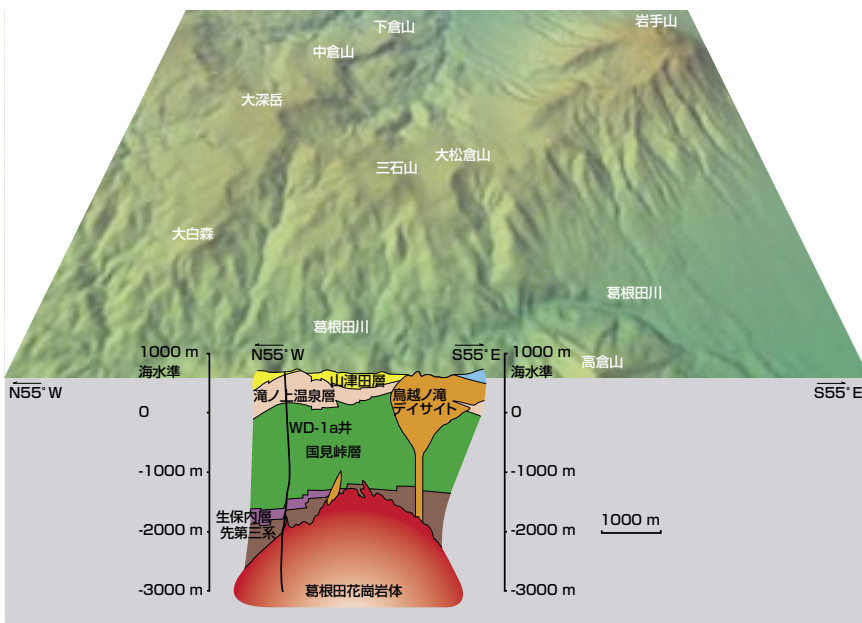 下倉山
岩手山
中倉山
大深岳
大松倉山
三石山
大白森
葛根田川
葛根田川
高倉山
N55°W
S55°E
1000 m
海水準
1000 m
海水準
N55°W
S55°E
山津田層
滝ノ上温泉層
鳥越ノ滝
デイサイト
0
0
WD-1a井
国見峠層
-1000 m
-1000 m
生保内層
先第三系
-2000 m
-2000 m
1000 m
-3000 m
-3000 m
葛根田花崗岩体